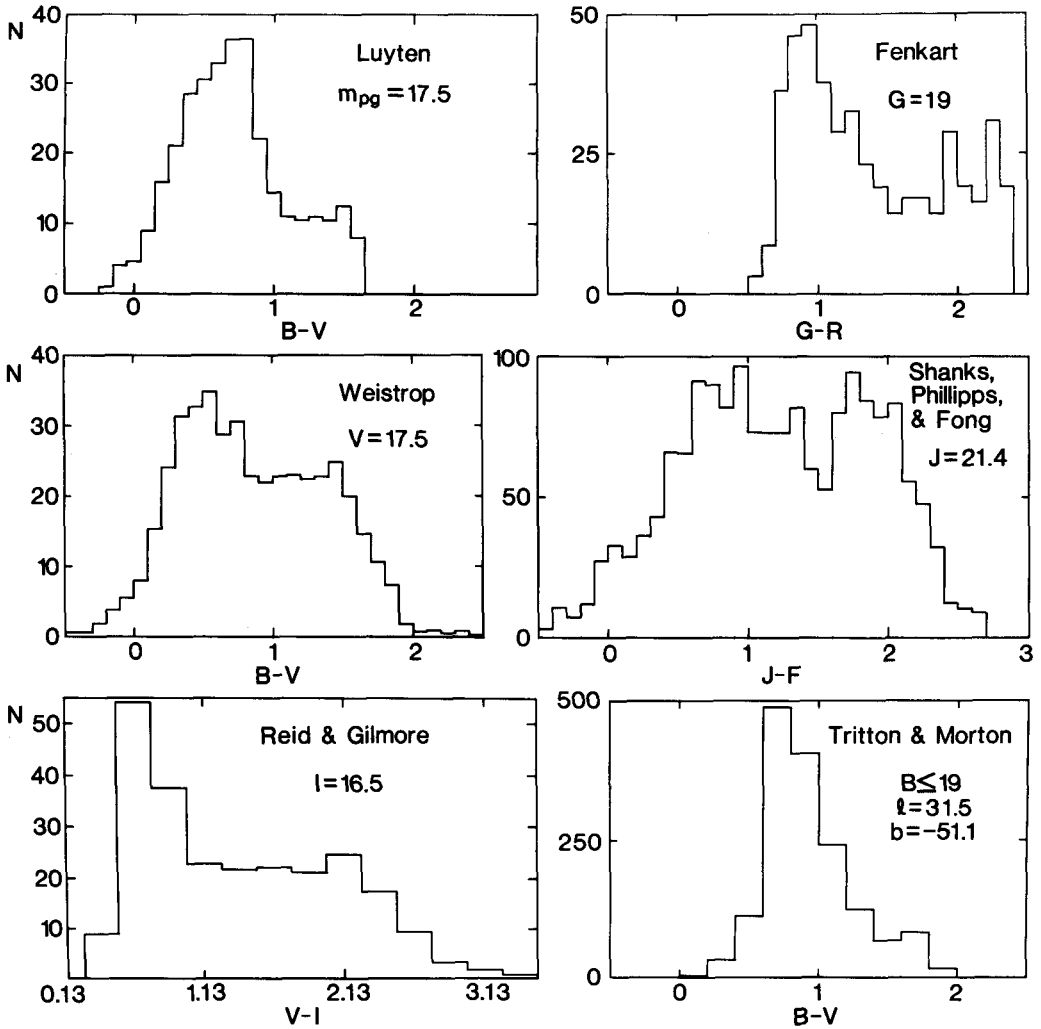 N
40
30
20
10
0
Luyten
mpg = 17.5
0
1
2
B-V
50
25
0
Fenkart
G=19
0
1
2
G-R
N
40
30
20
10
0
Weistrop
V=17.5
0
1
2
B-V
100
50
0
Shanks,
Phillipps,
& Fong
J=21.4
0
1
2
3
J-F
N
50
40
30
20
10
Reid & Gilmore
I=16.5
0.13
1.13
2.13
3.13
V-I
500
250
0
Tritton & Morton
B≤19
ℓ=31.5
b=-51.1
0
1
2
B-V